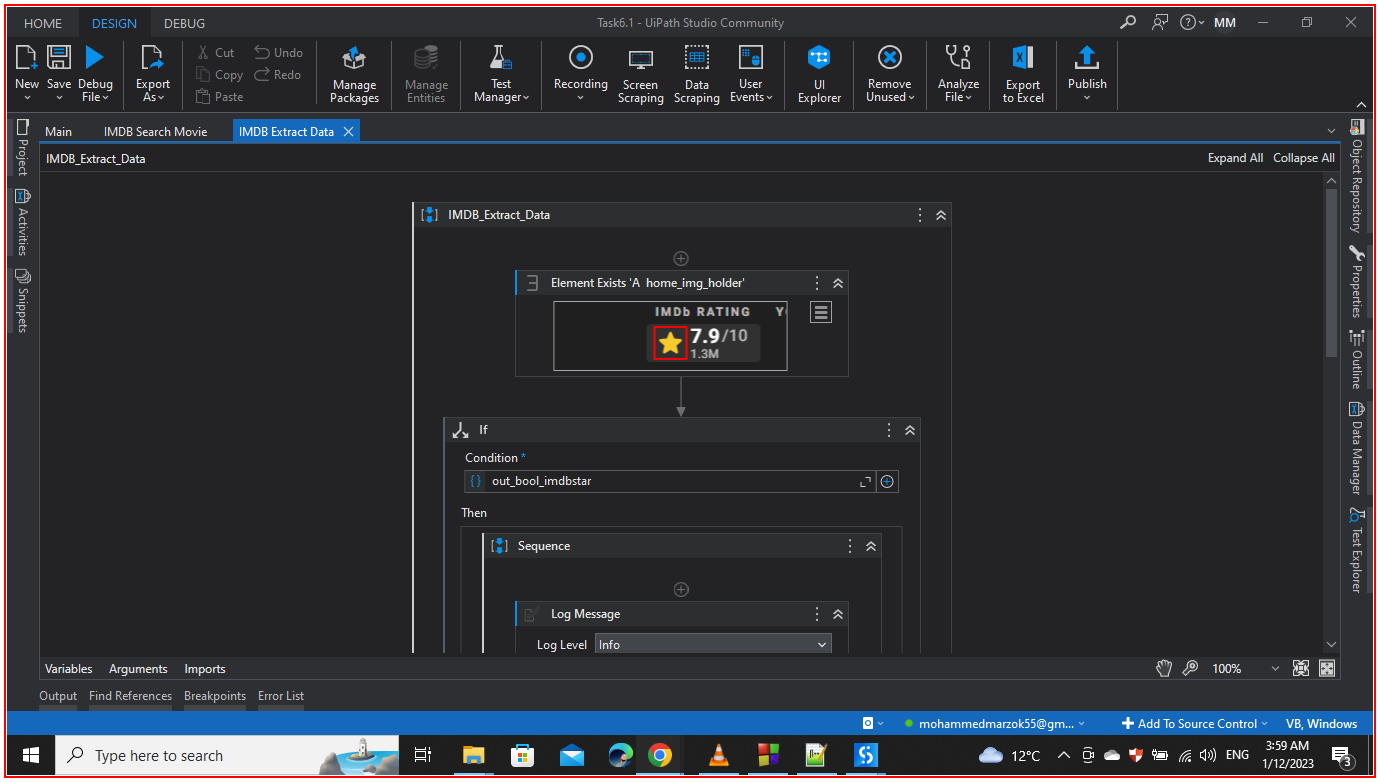 HOME DESIGN DEBUG Task6.1 - UiPath Studio Community MM
New Save Debug File Export As Cut Copy Paste Undo Redo Manage Packages Manage Entities Test Manager Recording Screen Scraping Data Scraping User Events UI Explorer Remove Unused Analyze File Export to Excel Publish
Main IMDB Search Movie IMDB Extract Data
IMDB_Extract_Data Expand All Collapse All
Project
Activities
Snippets
IMDB_Extract_Data
Element Exists 'A home_img_holder'
IMDb RATING
7.9/10
1.3M
If
Condition *
out_bool_imdbstar
Then
Sequence
Log Message
Log Level Info
Object Repository
Properties
Outline
Data Manager
Test Explorer
Variables Arguments Imports 100%
Output Find References Breakpoints Error List
mohammedmarzok55@gm... Add To Source Control VB, Windows
Type here to search 12°C ENG 3:59 AM
1/12/2023 3